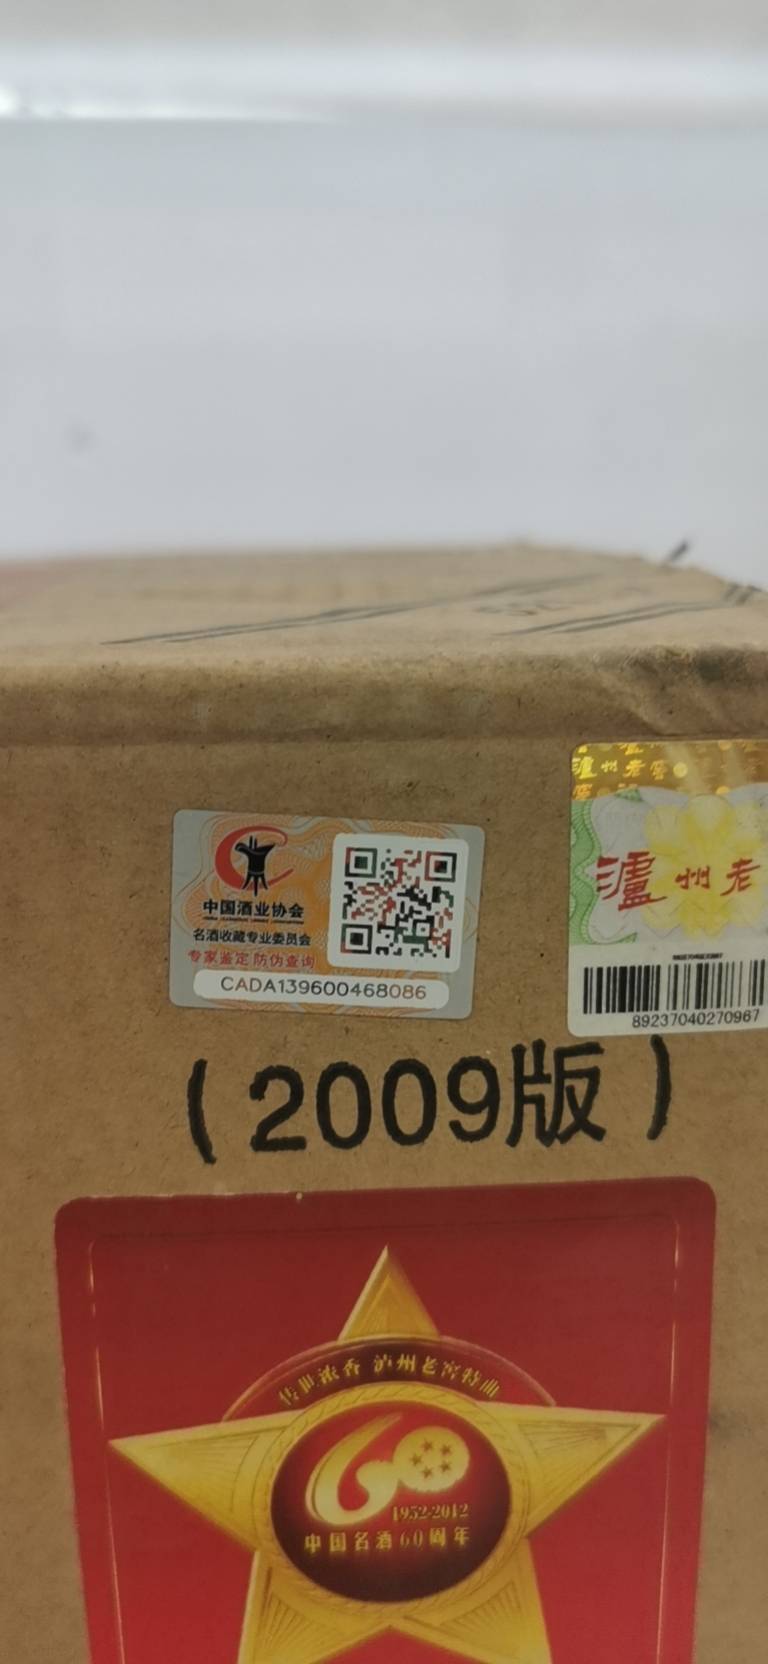 中国酒业协会
名酒收藏专业委员会
专家鉴定 防伪查询
CADA139600468086
泸州老窖
瀘州老
89237040270967
(2009版)
传世浓香 泸州老窖特曲
60
1952-2012
中国名酒60周年